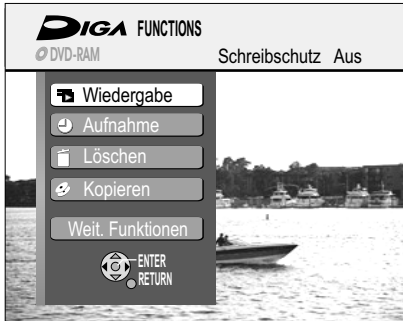 DIGA FUNCTIONS
DVD-RAM
Schreibschutz Aus
Wiedergabe
Aufnahme
Löschen
Kopieren
Weit. Funktionen
ENTER
RETURN